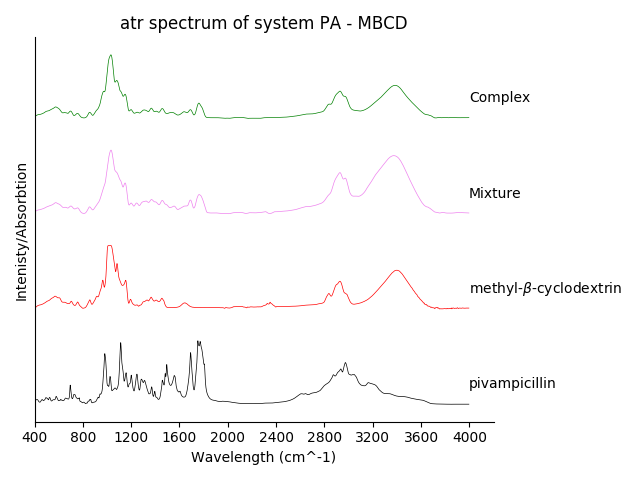 atr spectrum of system PA - MBCD
Complex
Mixture
methyl-β-cyclodextrin
pivampicillin
Intenisty/Absorbtion
400 800 1200 1600 2000 2400 2800 3200 3600 4000
Wavelength (cm^-1)